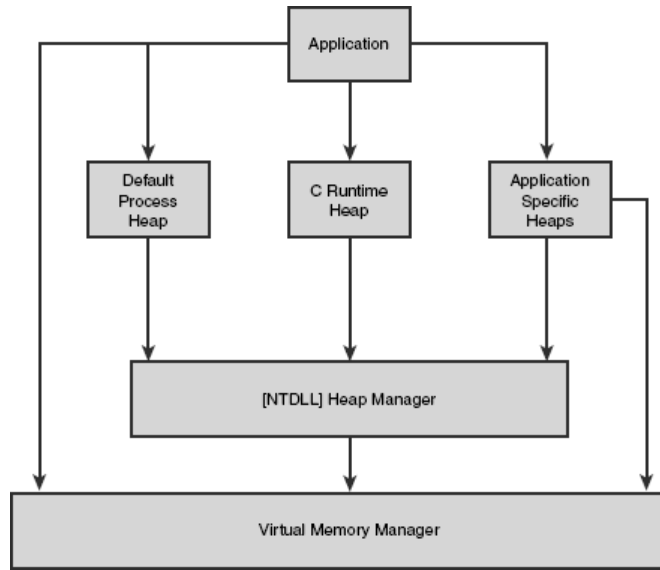 Application
Default
Process
Heap
C Runtime
Heap
Application
Specific
Heaps
[NTDLL] Heap Manager
Virtual Memory Manager